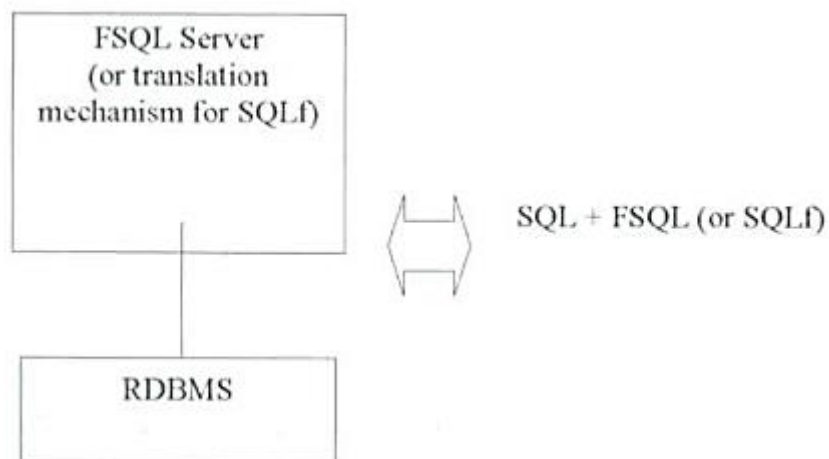 FSQL Server
(or translation
mechanism for SQLf)
SQL + FSQL (or SQLf)
RDBMS